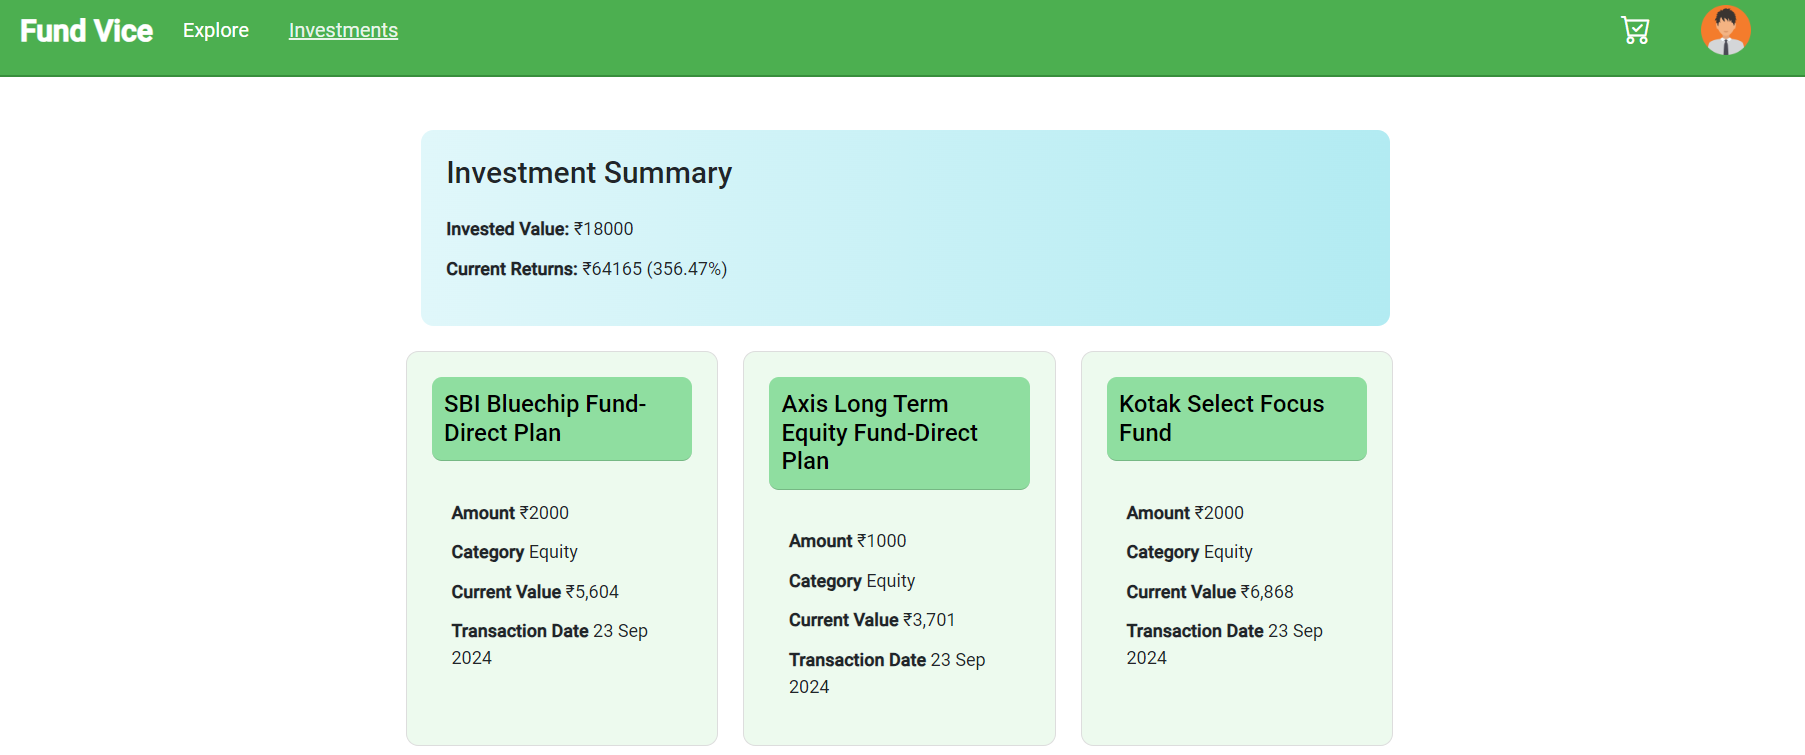 Fund Vice Explore Investments
Investment Summary
Invested Value: ₹18000
Current Returns: ₹64165 (356.47%)
SBI Bluechip Fund-
Direct Plan
Amount ₹2000
Category Equity
Current Value ₹5,604
Transaction Date 23 Sep
2024
Axis Long Term
Equity Fund-Direct
Plan
Amount ₹1000
Category Equity
Current Value ₹3,701
Transaction Date 23 Sep
2024
Kotak Select Focus
Fund
Amount ₹2000
Category Equity
Current Value ₹6,868
Transaction Date 23 Sep
2024